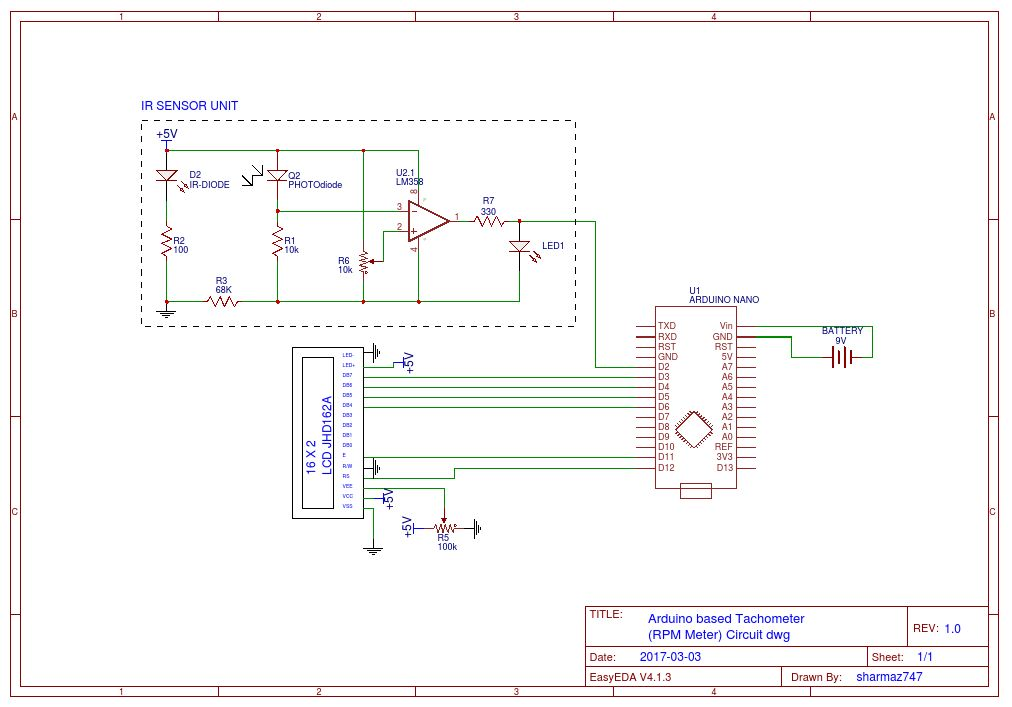 1 2 3 4
A A
B B
C C
IR SENSOR UNIT
+5V
D2
IR-DIODE
Q2
PHOTOdiode
U2.1
LM358
8
3
2
1
4
R7
330
LED1
R2
100
R1
10k
R6
10k
R3
68K
U1
ARDUINO NANO
TXD Vin
RXD GND
RST RST
GND 5V
D2 A7
D3 A6
D4 A5
D5 A4
D6 A3
D7 A2
D8 A1
D9 A0
D10 REF
D11 3V3
D12 D13
BATTERY
9V
16 X 2
LCD JHD162A
LED-
LED+
DB7
DB6
DB5
DB4
DB3
DB2
DB1
DB0
E
R/W
RS
VEE
VCC
VSS
+5V
+5V
+5V
R5
100k
TITLE:
Arduino based Tachometer
(RPM Meter) Circuit dwg
REV: 1.0
Date: 2017-03-03
Sheet: 1/1
EasyEDA V4.1.3
Drawn By: sharmaz747
1 2 3 4